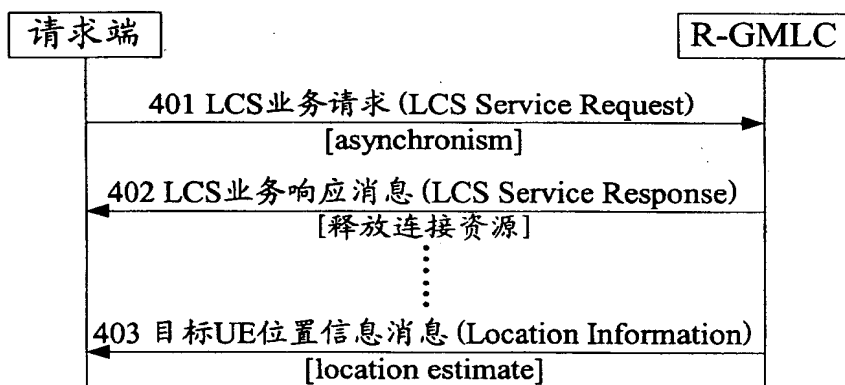 请求端
R-GMLC
401 LCS业务请求(LCS Service Request)
[asynchronism]
402 LCS业务响应消息(LCS Service Response)
[释放连接资源]
403 目标UE位置信息消息(Location Information)
[location estimate]